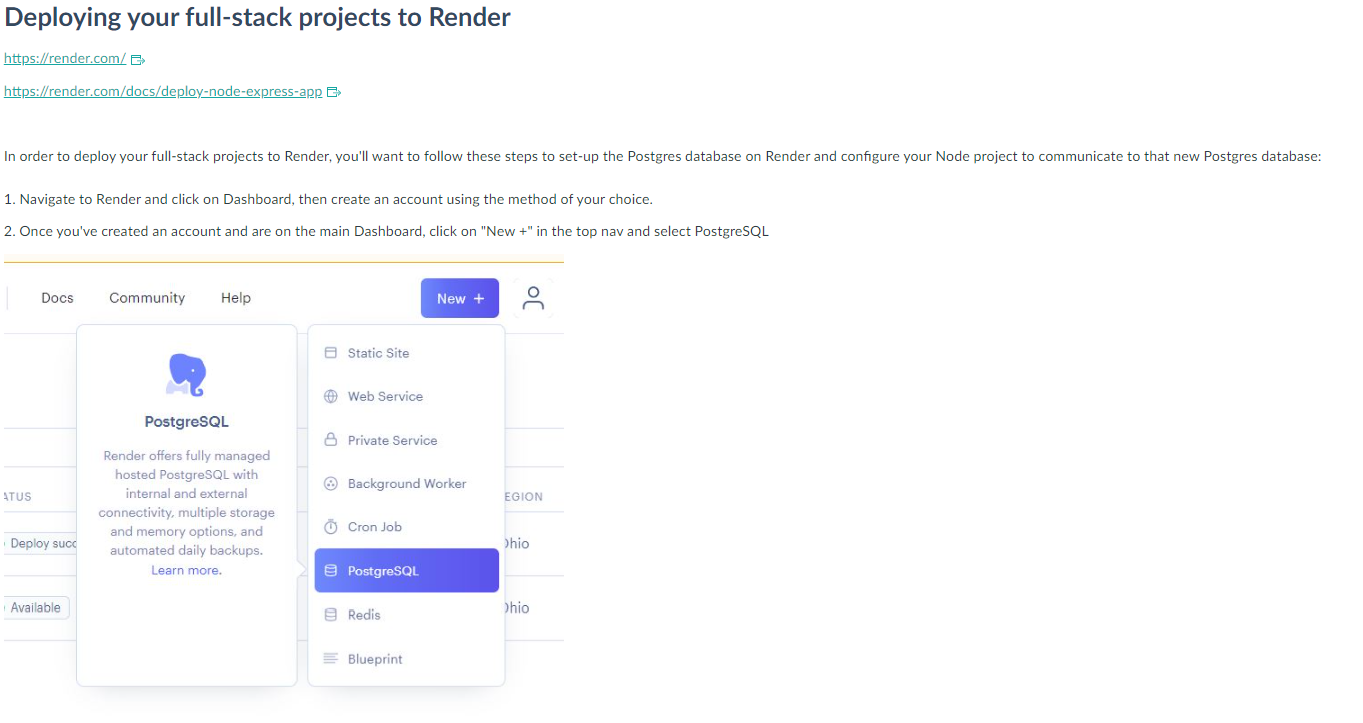 Deploying your full-stack projects to Render
https://render.com/
https://render.com/docs/deploy-node-express-app
In order to deploy your full-stack projects to Render, you'll want to follow these steps to set-up the Postgres database on Render and configure your Node project to communicate to that new Postgres database:
1. Navigate to Render and click on Dashboard, then create an account using the method of your choice.
2. Once you've created an account and are on the main Dashboard, click on "New +" in the top nav and select PostgreSQL
Docs Community Help New +
PostgreSQL
Render offers fully managed
hosted PostgreSQL with
internal and external
connectivity, multiple storage
and memory options, and
automated daily backups.
Learn more.
Static Site
Web Service
Private Service
Background Worker
Cron Job
PostgreSQL
Redis
Blueprint
ATUS
EGION
Deploy succ
hio
Available
hio